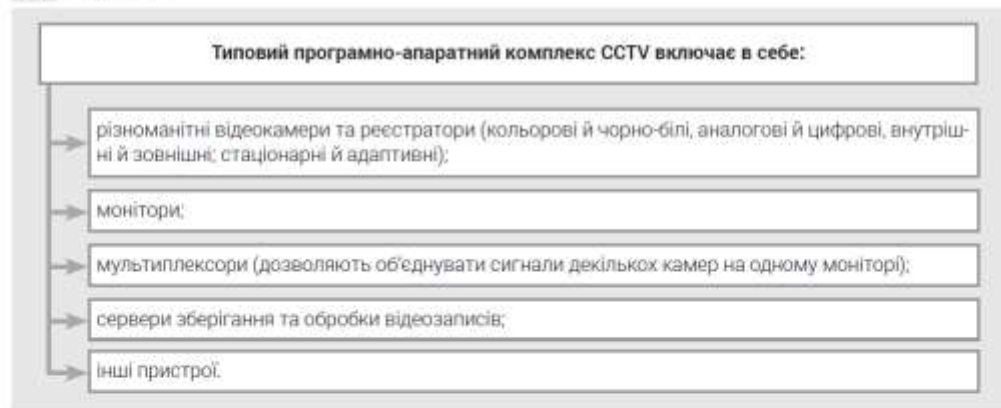 Типовий програмно-апаратний комплекс CCTV включає в себе:
різноманітні відеокамери та реєстратори (кольорові й чорно-білі, аналогові й цифрові, внутріш-
ні й зовнішні; стаціонарні й адаптивні);
монітори;
мультиплексори (дозволяють об'єднувати сигнали декількох камер на одному моніторі);
сервери зберігання та обробки відеозаписів;
інші пристрої.